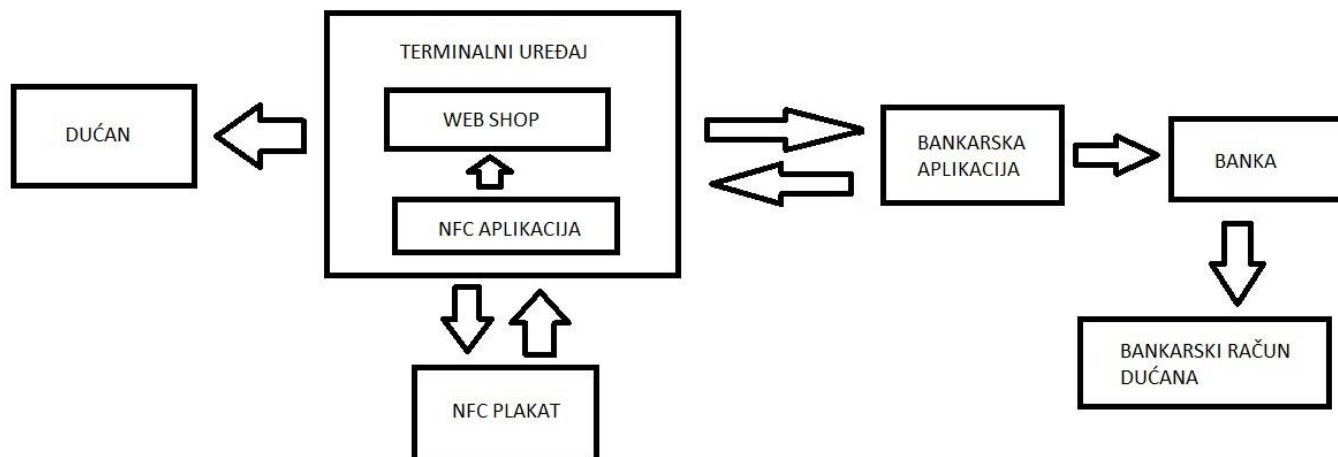 TERMINALNI UREĐAJ
DUĆAN
WEB SHOP
NFC APLIKACIJA
BANKARSKA
APLIKACIJA
BANKA
NFC PLAKAT
BANKARSKI RAČUN
DUĆANA